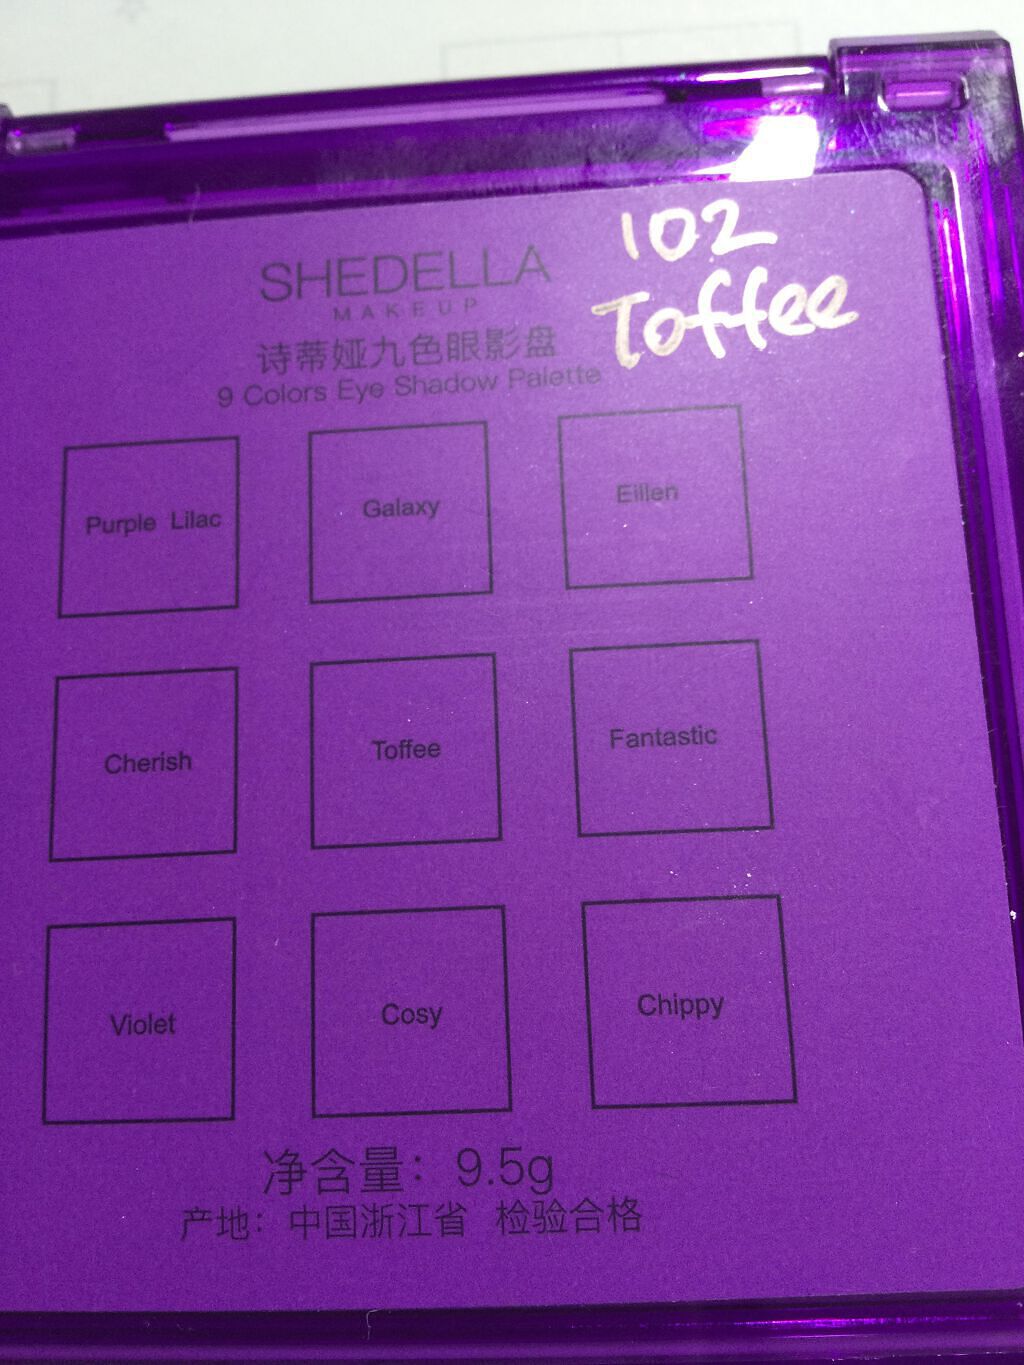 102
Toffee
SHEDELLA
MAKEUP
诗蒂娅九色眼影盘
9 Colors Eye Shadow Palette
Purple Lilac
Galaxy
Eillen
Cherish
Toffee
Fantastic
Violet
Cosy
Chippy
净含量：9.5g
产地：中国浙江省 检验合格